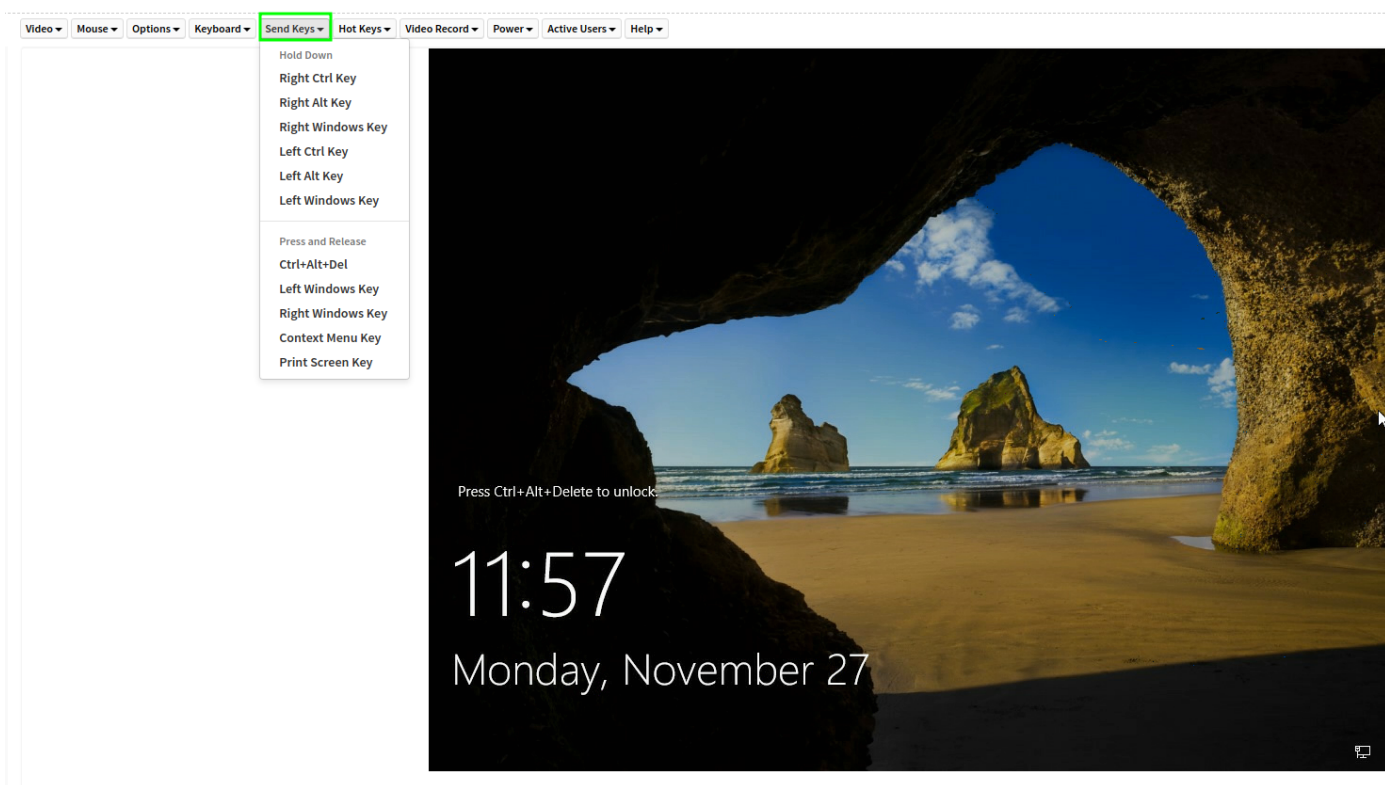 Video Mouse Options Keyboard Send Keys Hot Keys Video Record Power Active Users Help
Hold Down
Right Ctrl Key
Right Alt Key
Right Windows Key
Left Ctrl Key
Left Alt Key
Left Windows Key
Press and Release
Ctrl+Alt+Del
Left Windows Key
Right Windows Key
Context Menu Key
Print Screen Key
Press Ctrl+Alt+Delete to unlock.
11:57
Monday, November 27